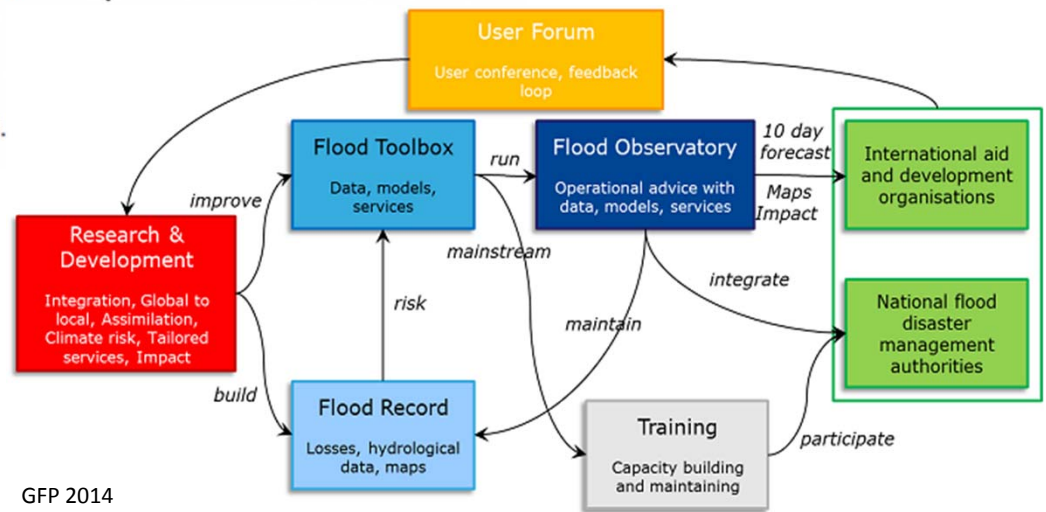 User Forum
User conference, feedback
loop
Flood Toolbox
Data, models,
services
run
Flood Observatory
Operational advice with
data, models, services
10 day
forecast
Maps
Impact
International aid
and development
organisations
improve
mainstream
Research &
Development
Integration, Global to
local, Assimilation,
Climate risk, Tailored
services, Impact
risk
maintain
integrate
National flood
disaster
management
authorities
build
Flood Record
Losses, hydrological
data, maps
Training
Capacity building
and maintaining
participate
GFP 2014